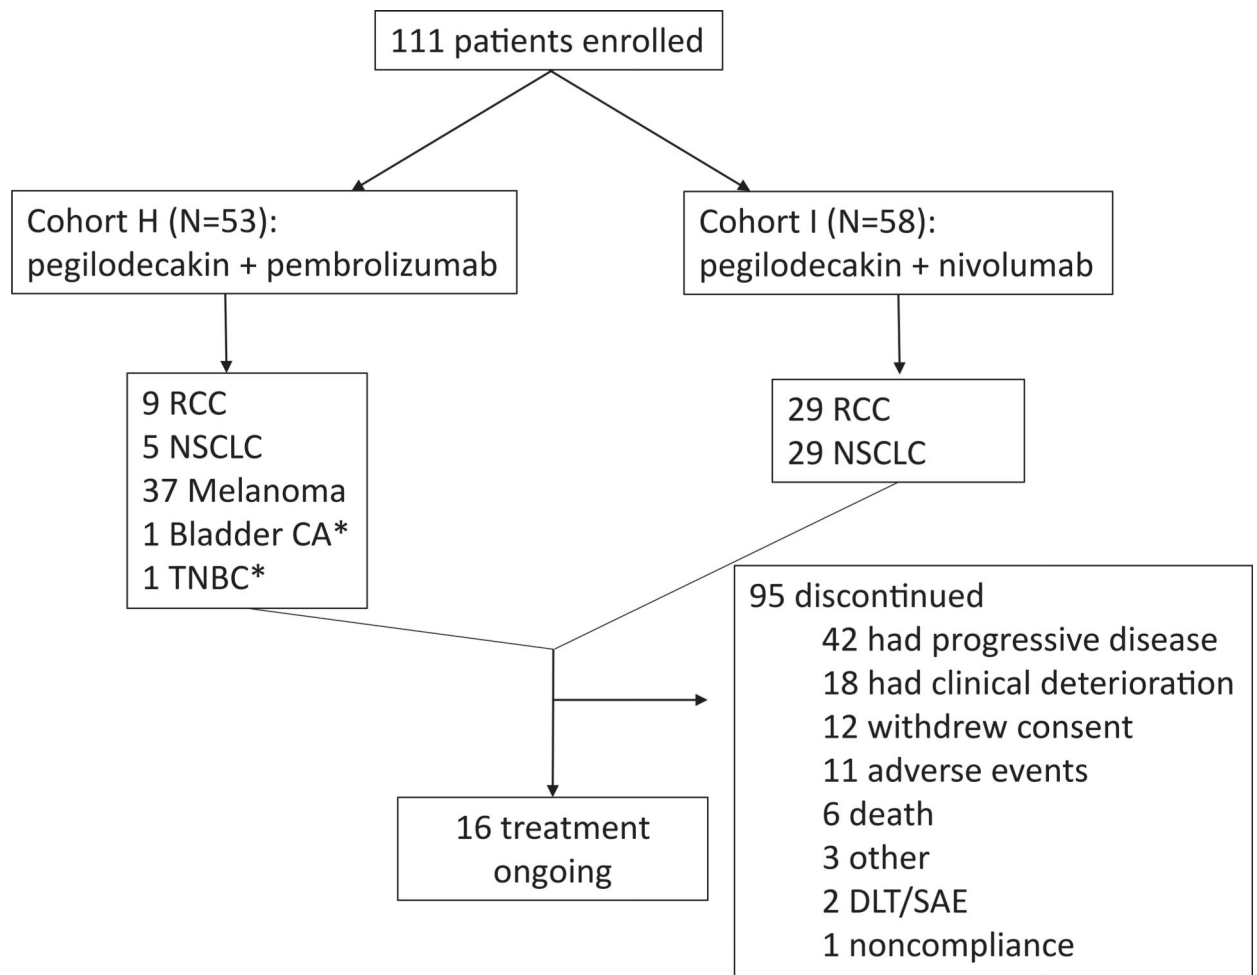 111 patients enrolled
Cohort H (N=53):
pegilodecakin + pembrolizumab
Cohort I (N=58):
pegilodecakin + nivolumab
9 RCC
5 NSCLC
37 Melanoma
1 Bladder CA*
1 TNBC*
29 RCC
29 NSCLC
95 discontinued
42 had progressive disease
18 had clinical deterioration
12 withdrew consent
11 adverse events
6 death
3 other
2 DLT/SAE
1 noncompliance
16 treatment
ongoing